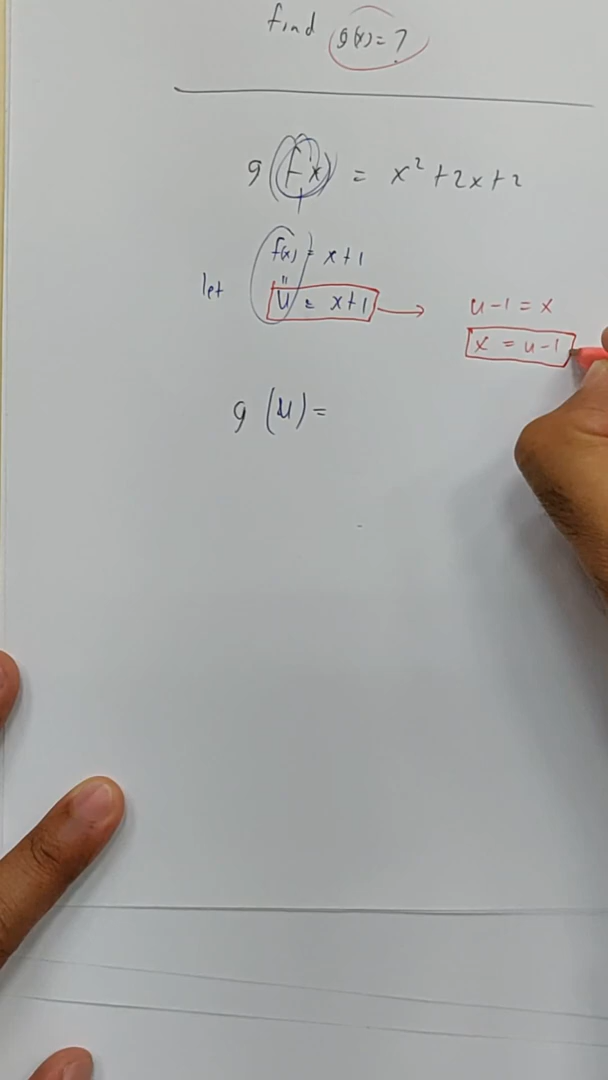 find g(x) = ?
g(f(x)) = x² + 2x + 2
f(x) = x + 1
let u = x + 1 → u - 1 = x
x = u - 1
g (u) =